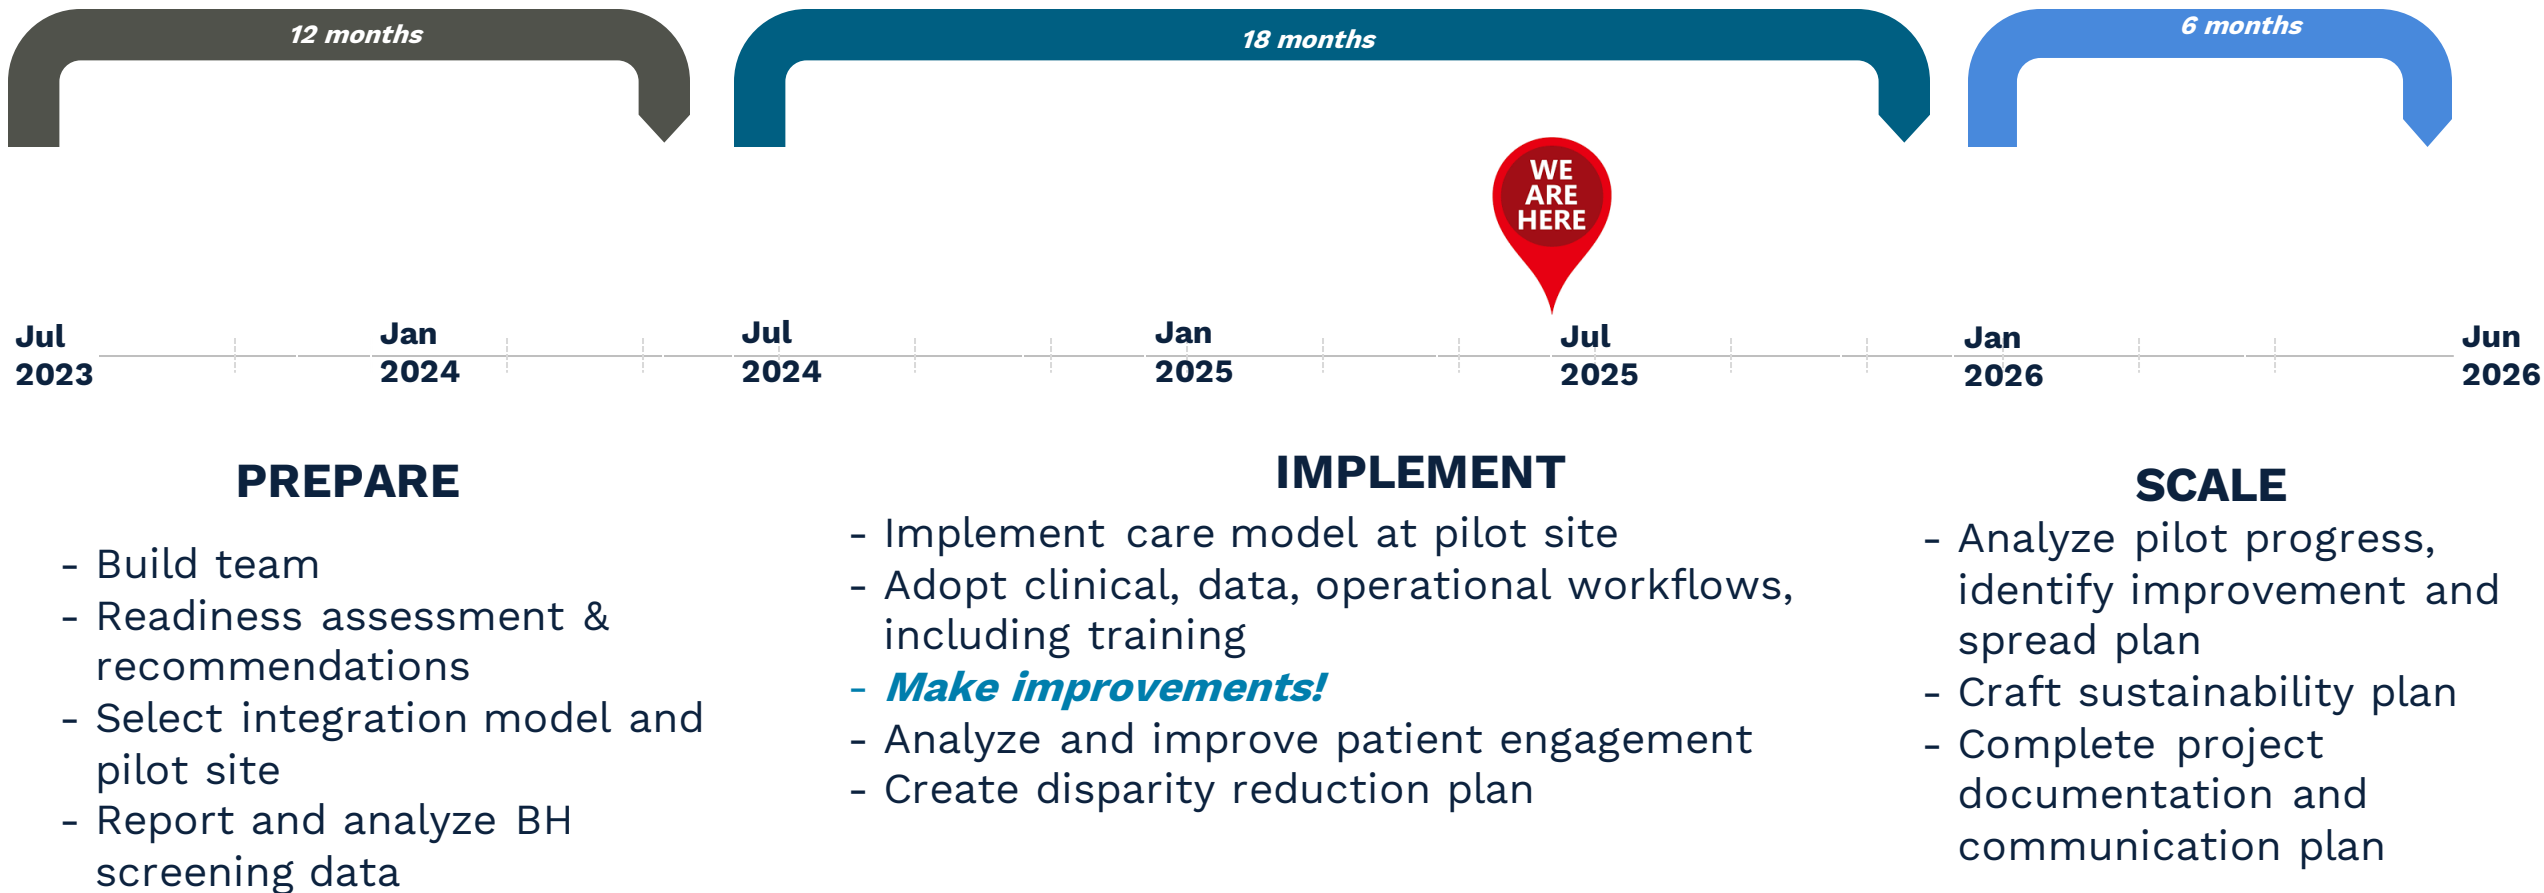 12 months
18 months
6 months
WE
ARE
HERE
Jul
2023
Jan
2024
Jul
2024
Jan
2025
Jul
2025
Jan
2026
Jun
2026
PREPARE
- Build team
- Readiness assessment &
recommendations
- Select integration model and
pilot site
- Report and analyze BH
screening data
IMPLEMENT
- Implement care model at pilot site
- Adopt clinical, data, operational workflows,
including training
- Make improvements!
- Analyze and improve patient engagement
- Create disparity reduction plan
SCALE
- Analyze pilot progress,
identify improvement and
spread plan
- Craft sustainability plan
- Complete project
documentation and
communication plan